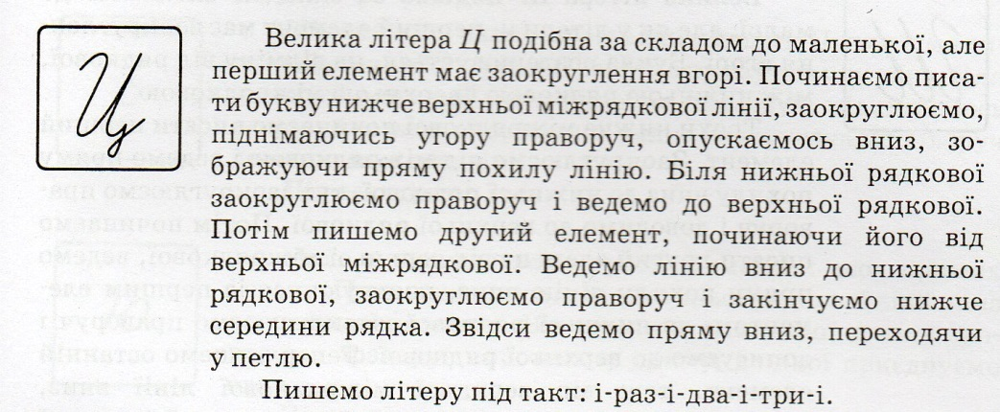 Ц
Велика літера Ц подібна за складом до маленької, але
перший елемент має заокруглення вгорі. Починаємо писа-
ти букву нижче верхньої міжрядкової лінії, заокруглюємо,
піднімаючись угору праворуч, опускаємось вниз, зо-
бражуючи пряму похилу лінію. Біля нижньої рядкової
заокруглюємо праворуч і ведемо до верхньої рядкової.
Потім пишемо другий елемент, починаючи його від
верхньої міжрядкової. Ведемо лінію вниз до нижньої
рядкової, заокруглюємо праворуч і закінчуємо нижче
середини рядка. Звідси ведемо пряму вниз, переходячи
у петлю.
Пишемо літеру під такт: і-раз-і-два-і-три-і.